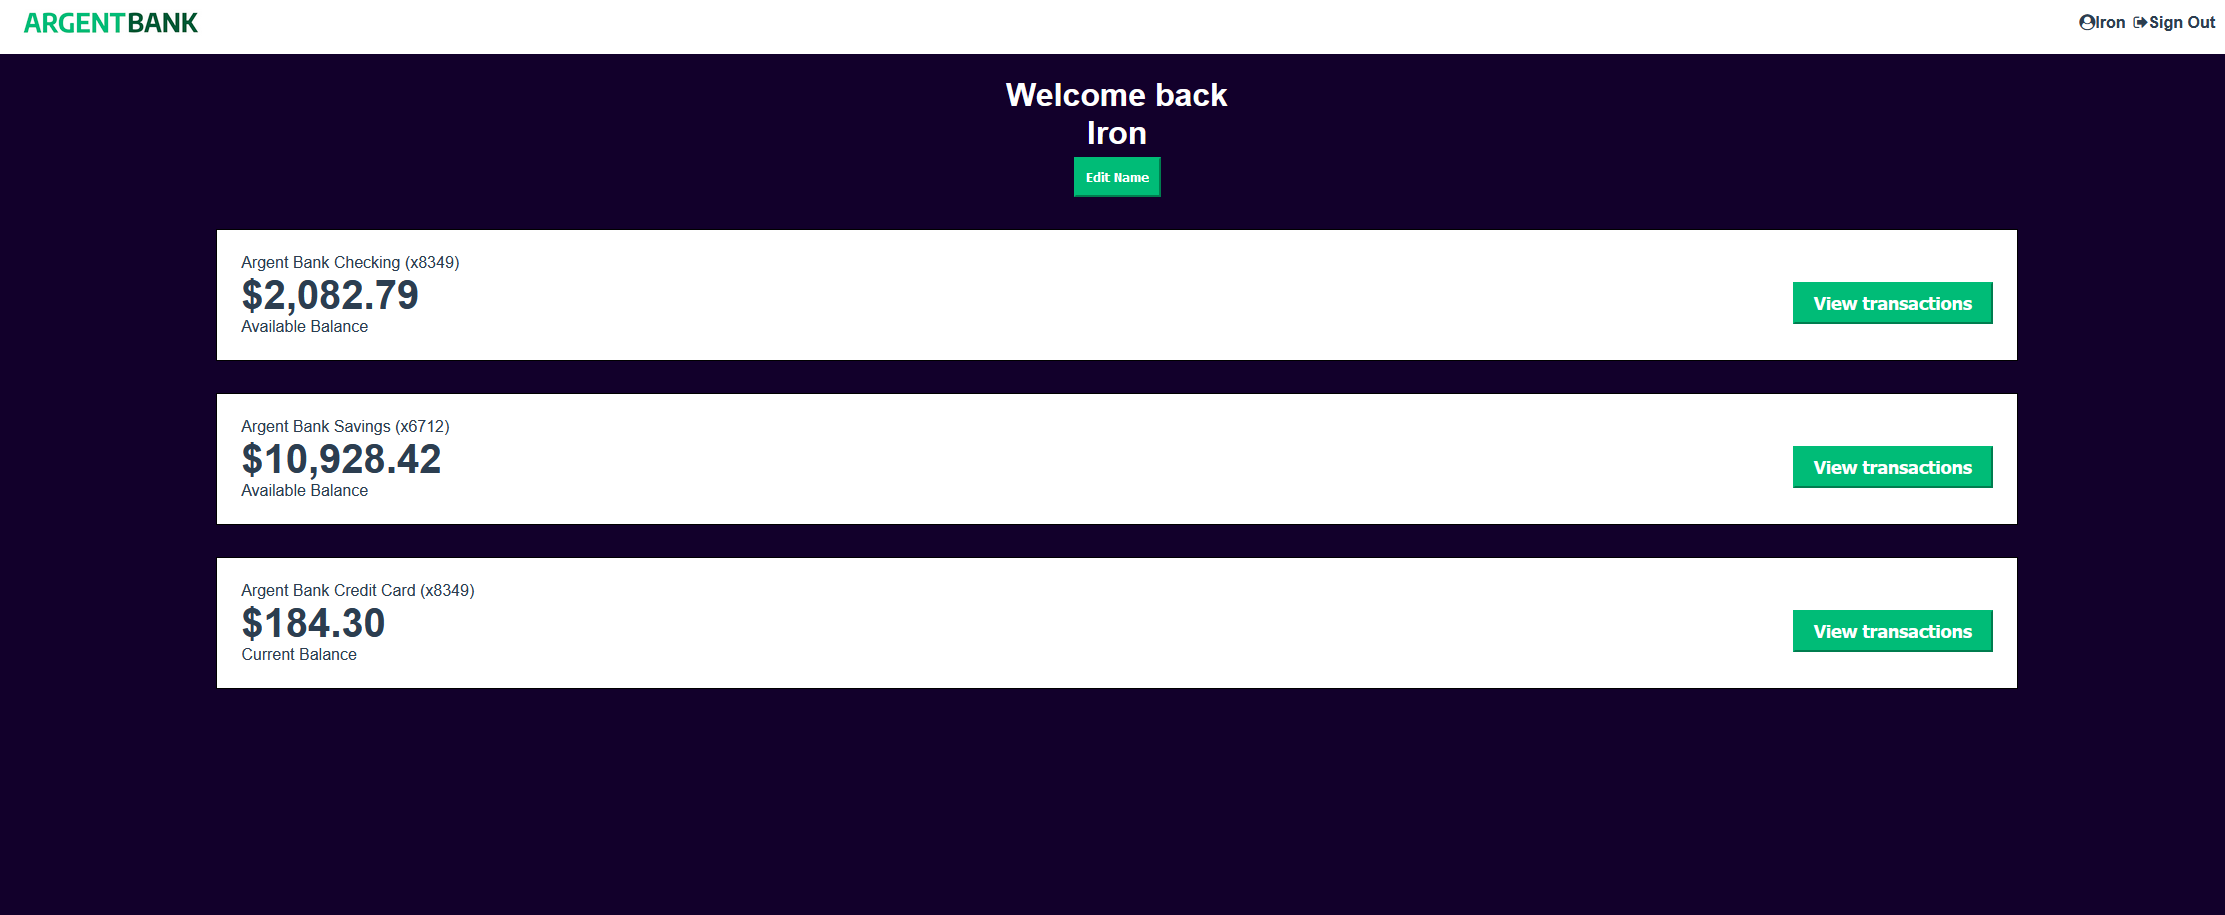 ARGENTBANK
Iron Sign Out
Welcome back
Iron
Edit Name
Argent Bank Checking (x8349)
$2,082.79
Available Balance
View transactions
Argent Bank Savings (x6712)
$10,928.42
Available Balance
View transactions
Argent Bank Credit Card (x8349)
$184.30
Current Balance
View transactions